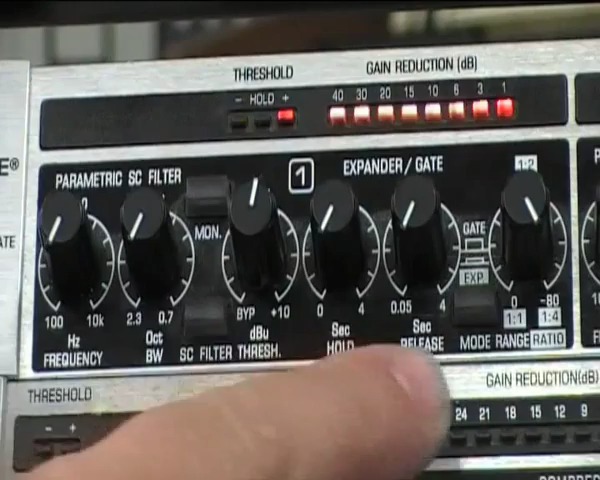 THRESHOLD GAIN REDUCTION (dB)
- HOLD + 40 30 20 15 10 6 3 1
PARAMETRIC SC FILTER 1 EXPANDER/GATE 1:2
MON. GATE
EXP.
100 10k 2.3 0.7 BYP +10 0 4 0.05 4 0 -80
1:1 1:4
Hz Oct dBu Sec Sec
FREQUENCY BW SC FILTER THRESH. HOLD RELEASE MODE RANGE RATIO
THRESHOLD GAIN REDUCTION(dB)
- + 24 21 18 15 12 9